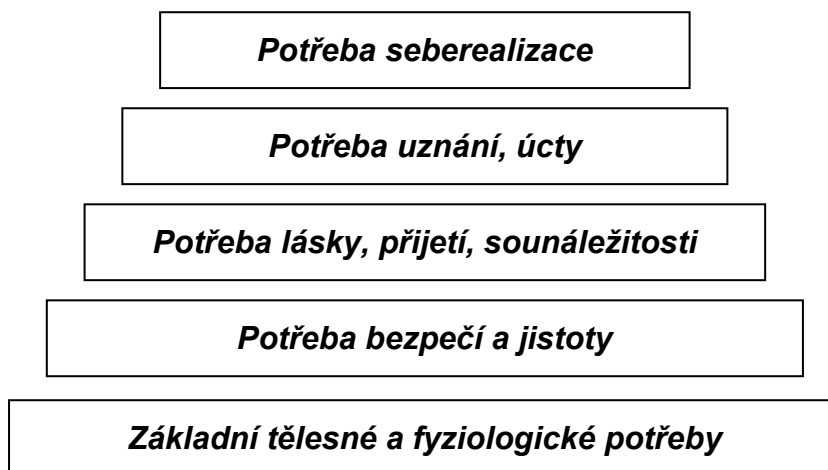 Potřeba seberealizace
Potřeba uznání, úcty
Potřeba lásky, přijetí, sounáležitosti
Potřeba bezpečí a jistoty
Základní tělesné a fyziologické potřeby